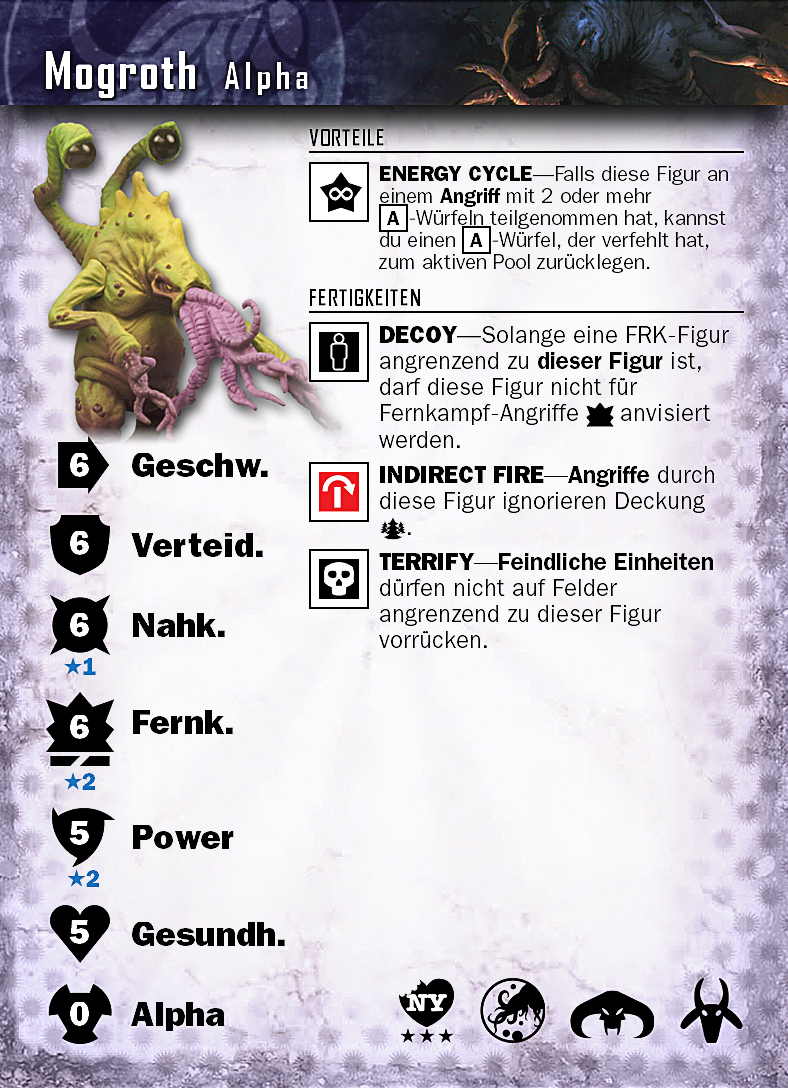 Mogroth Alpha
VORTEILE
ENERGY CYCLE—Falls diese Figur an
einem Angriff mit 2 oder mehr
A-Würfeln teilgenommen hat, kannst
du einen A-Würfel, der verfehlt hat,
zum aktiven Pool zurücklegen.
FERTIGKEITEN
DECOY—Solange eine FRK-Figur
angrenzend zu dieser Figur ist,
darf diese Figur nicht für
Fernkampf-Angriffe anvisiert
werden.
INDIRECT FIRE—Angriffe durch
diese Figur ignorieren Deckung
.
TERRIFY—Feindliche Einheiten
dürfen nicht auf Felder
angrenzend zu dieser Figur
vorrücken.
6 Geschw.
6 Verteid.
6 Nahk.
★1
6 Fernk.
★2
5 Power
★2
5 Gesundh.
0 Alpha
NY
★★★